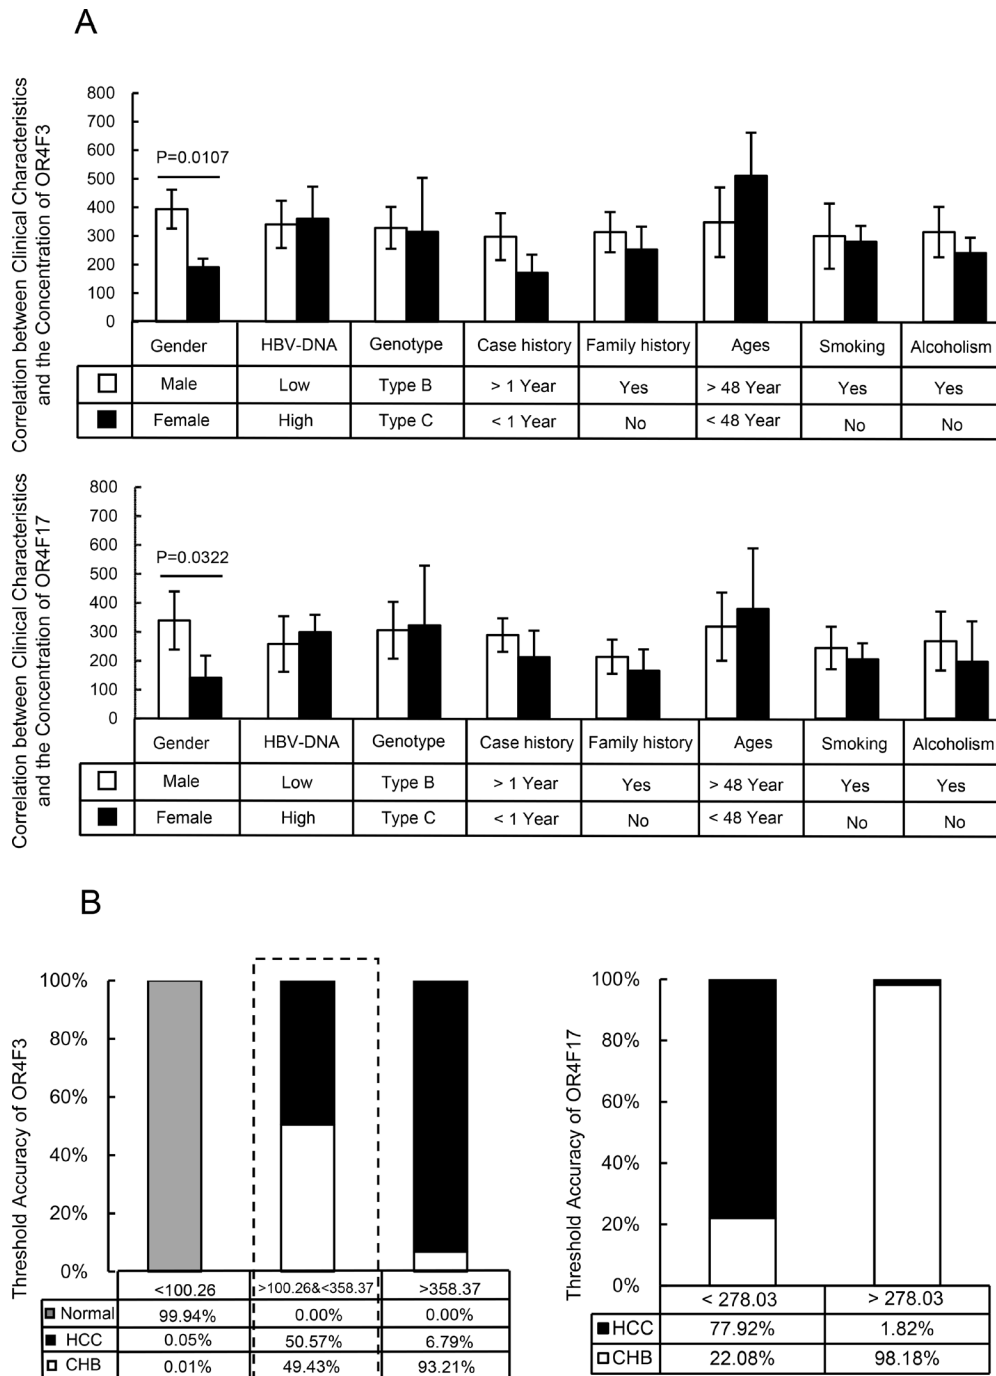 A
Correlation between Clinical Characteristics
and the Concentration of OR4F3
800
700
600
500
400
300
200
100
0
P=0.0107
Gender HBV-DNA Genotype Case history Family history Ages Smoking Alcoholism
Male Low Type B > 1 Year Yes > 48 Year Yes Yes
Female High Type C < 1 Year No < 48 Year No No
Correlation between Clinical Characteristics
and the Concentration of OR4F17
800
700
600
500
400
300
200
100
0
P=0.0322
Gender HBV-DNA Genotype Case history Family history Ages Smoking Alcoholism
Male Low Type B > 1 Year Yes > 48 Year Yes Yes
Female High Type C < 1 Year No < 48 Year No No
B
Threshold Accuracy of OR4F3
100%
80%
60%
40%
20%
0%
<100.26 >100.26&<358.37 >358.37
Normal 99.94% 0.00% 0.00%
HCC 0.05% 50.57% 6.79%
CHB 0.01% 49.43% 93.21%
Threshold Accuracy of OR4F17
100%
80%
60%
40%
20%
0%
< 278.03 > 278.03
HCC 77.92% 1.82%
CHB 22.08% 98.18%